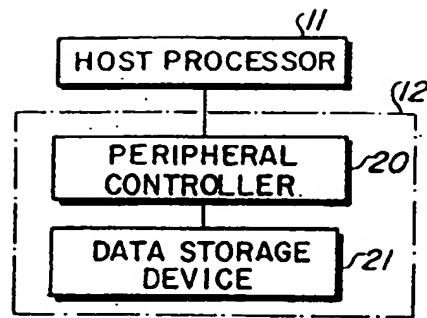 11
HOST PROCESSOR
12
PERIPHERAL
CONTROLLER
20
DATA STORAGE
DEVICE
21